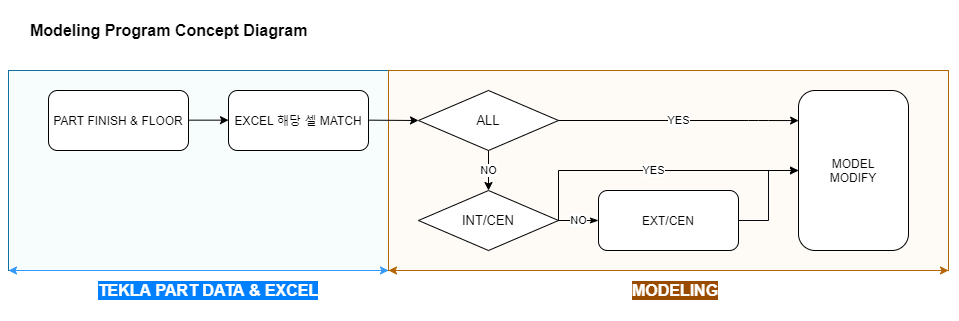 Modeling Program Concept Diagram
PART FINISH & FLOOR
EXCEL 해당 셀 MATCH
ALL
YES
NO
INT/CEN
YES
NO
EXT/CEN
MODEL
MODIFY
TEKLA PART DATA & EXCEL
MODELING